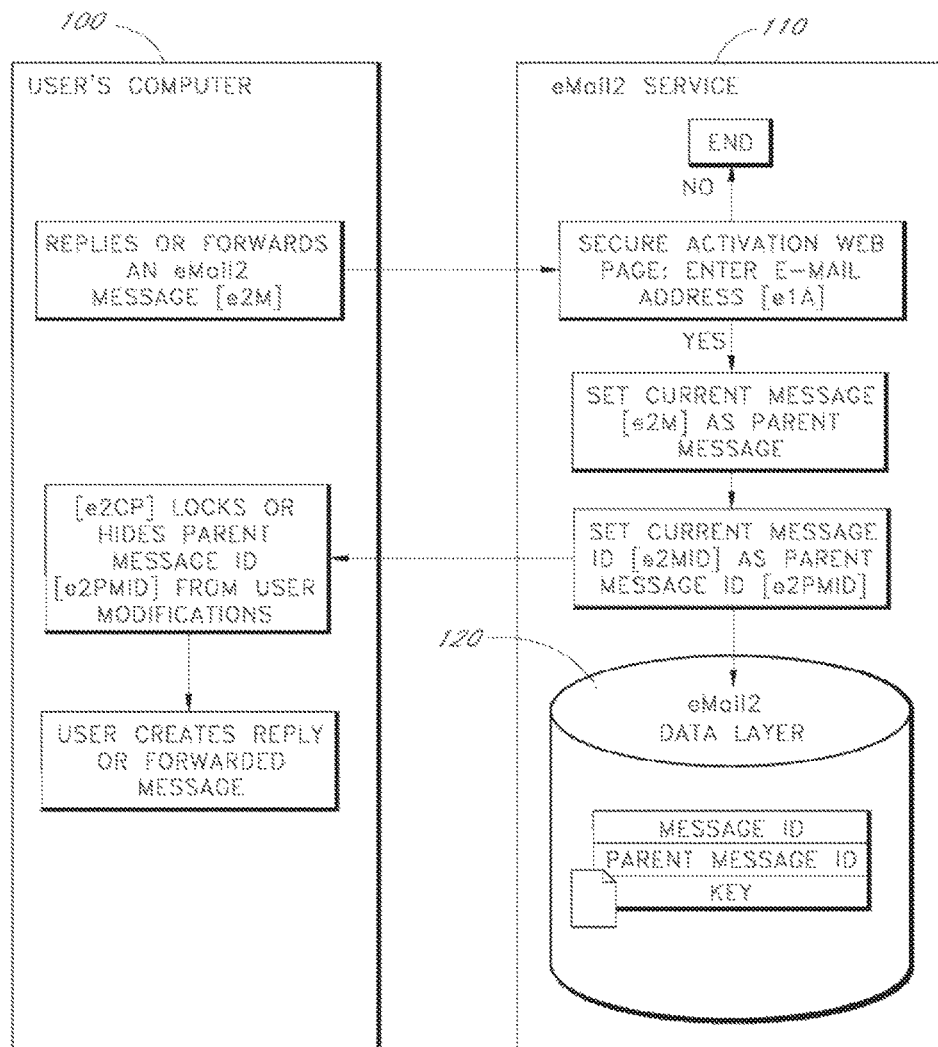 100
110
USER'S COMPUTER
eMail2 SERVICE
END
NO
REPLIES OR FORWARDS
AN eMail2
MESSAGE [e2M]
SECURE ACTIVATION WEB
PAGE: ENTER E-MAIL
ADDRESS [e1A]
YES
SET CURRENT MESSAGE
[e2M] AS PARENT
MESSAGE
[e2CP] LOCKS OR
HIDES PARENT
MESSAGE ID
[e2PMID] FROM USER
MODIFICATIONS
SET CURRENT MESSAGE
ID [e2MID] AS PARENT
MESSAGE ID [e2PMID]
120
eMail2
DATA LAYER
USER CREATES REPLY
OR FORWARDED
MESSAGE
MESSAGE ID
PARENT MESSAGE ID
KEY